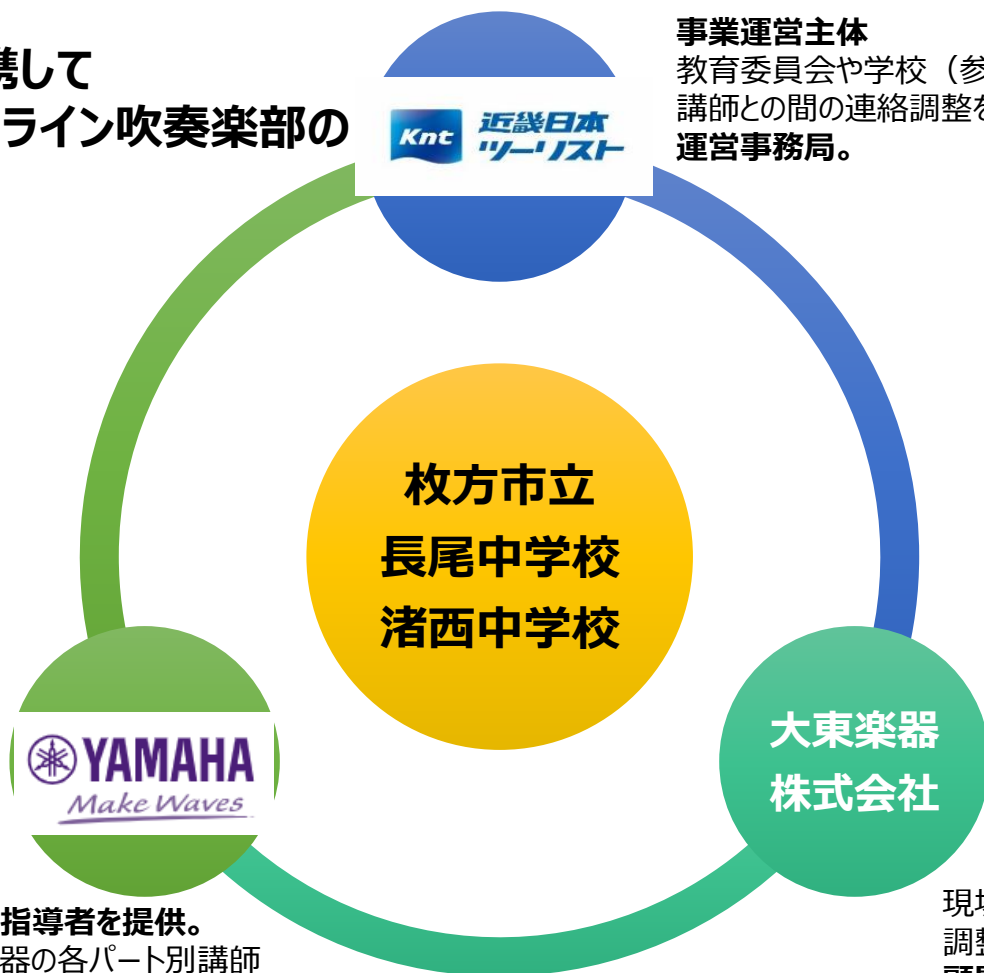 携して
ライン吹奏楽部の
事業運営主体
教育委員会や学校（参
講師との間の連絡調整を
運営事務局。
Knt 近畿日本
ツーリスト
枚方市立
長尾中学校
渚西中学校
YAMAHA
Make Waves
大東楽器
株式会社
指導者を提供。
器の各パート別講師
現場
調整